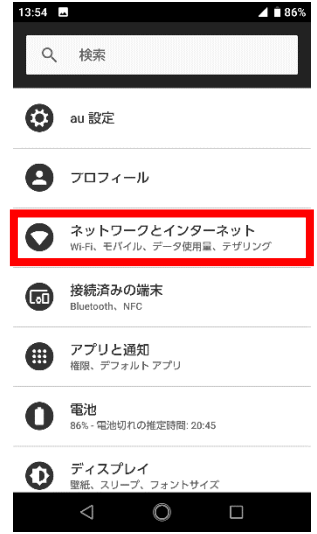 13:54 86%
検索
au 設定
プロフィール
ネットワークとインターネット
Wi-Fi、モバイル、データ使用量、テザリング
接続済みの端末
Bluetooth、NFC
アプリと通知
権限、デフォルト アプリ
電池
86% - 電池切れの推定時間: 20:45
ディスプレイ
壁紙、スリープ、フォントサイズ